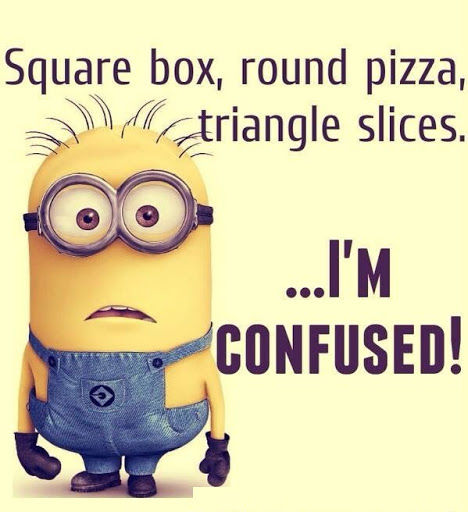 Square box, round pizza,
triangle slices.
...I'M
CONFUSED!